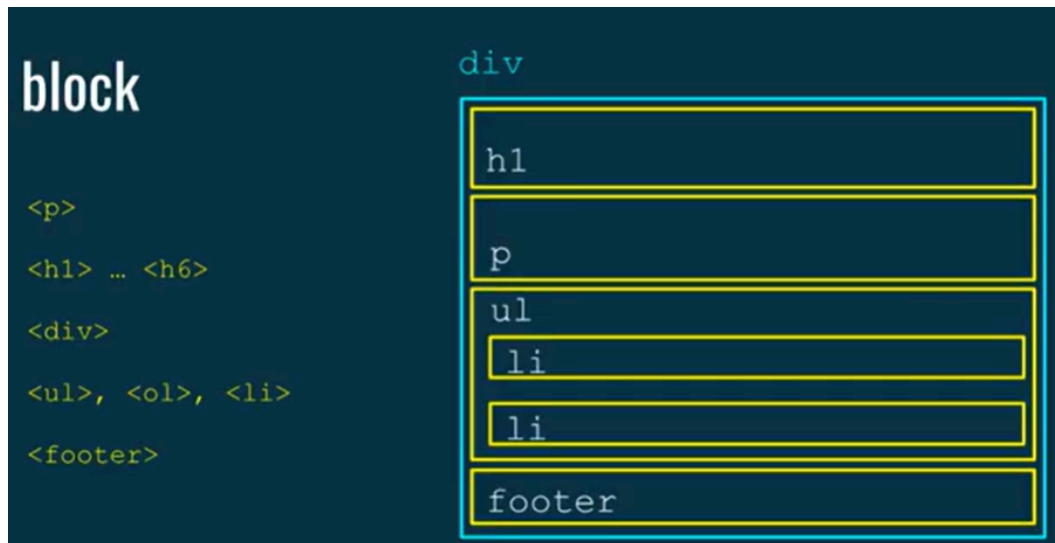 block
<p>
<h1> … <h6>
<div>
<ul>, <ol>, <li>
<footer>
div
h1
p
ul
li
li
footer